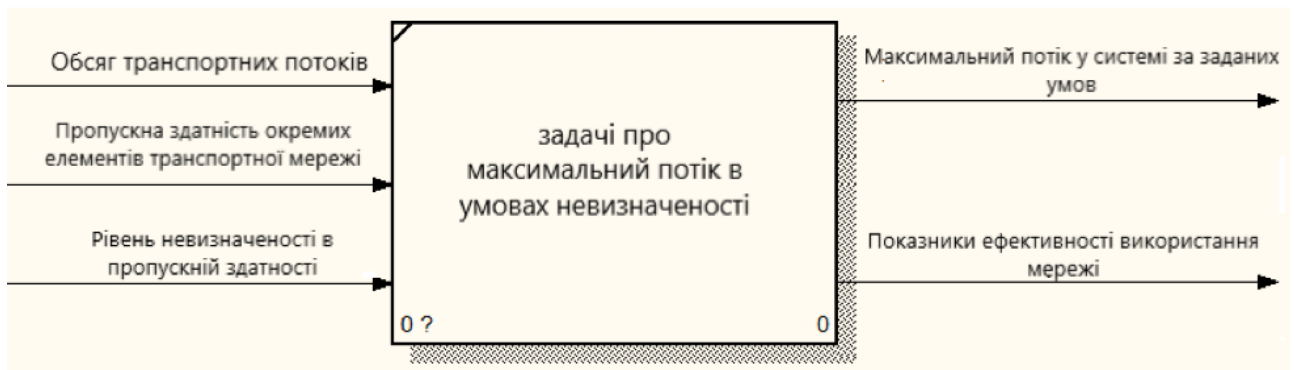 Обсяг транспортних потоків
Пропускна здатність окремих
елементів транспортної мережі
Рівень невизначеності в
пропускній здатності
задачі про
максимальний потік в
умовах невизначеності
0 ?
0
Максимальний потік у системі за заданих
умов
Показники ефективності використання
мережі